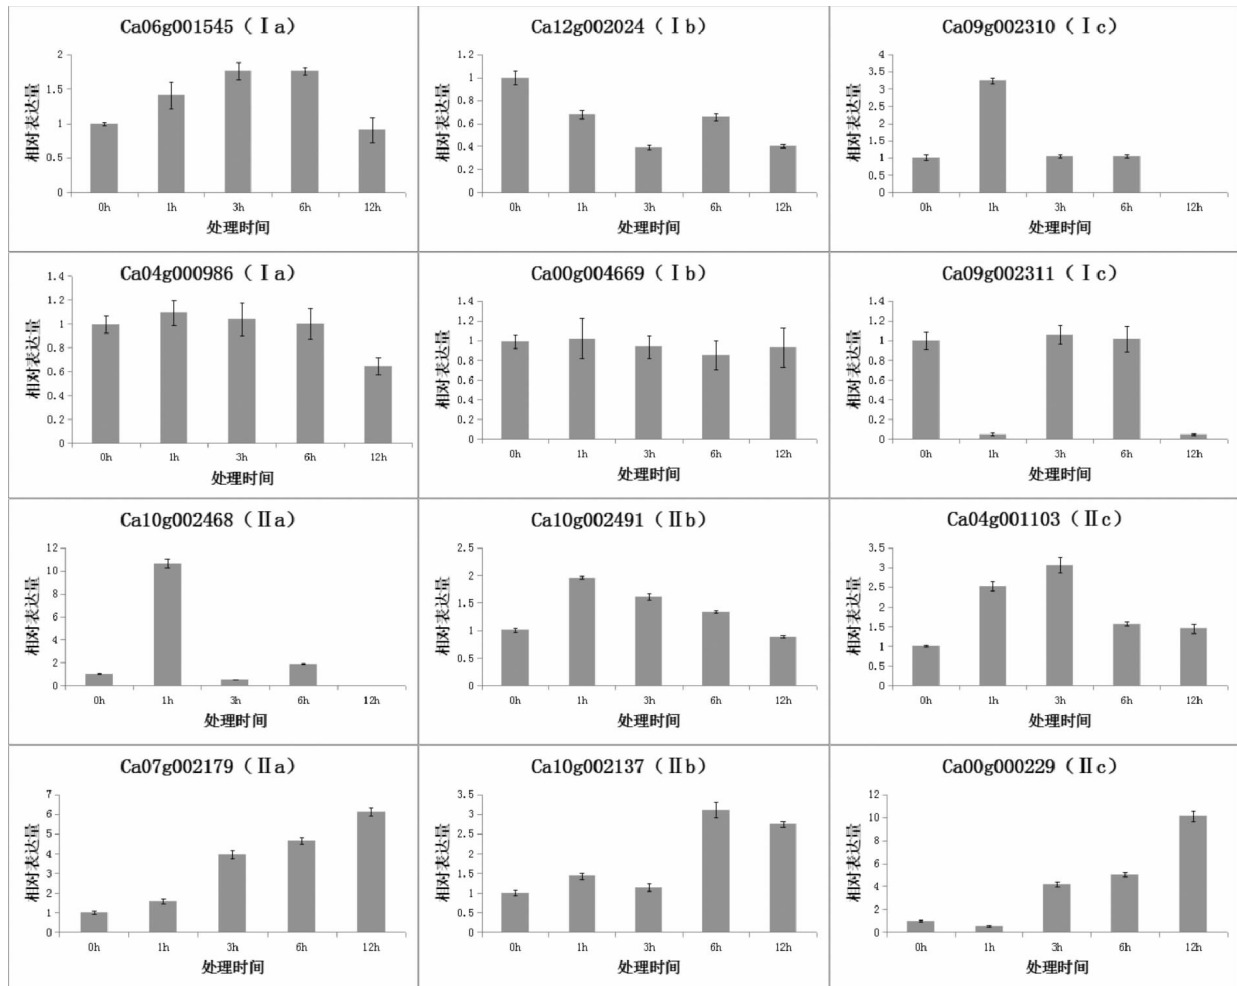 Ca06g001545（Ⅰa）
相对表达量
2
1.5
1
0.5
0
0h 1h 3h 6h 12h
处理时间
Ca12g002024（Ⅰb）
相对表达量
1.2
1
0.8
0.6
0.4
0.2
0
0h 1h 3h 6h 12h
处理时间
Ca09g002310（Ⅰc）
相对表达量
4
3.5
3
2.5
2
1.5
1
0.5
0
0h 1h 3h 6h 12h
处理时间
Ca04g000986（Ⅰa）
相对表达量
1.4
1.2
1
0.8
0.6
0.4
0.2
0
0h 1h 3h 6h 12h
处理时间
Ca00g004669（Ⅰb）
相对表达量
1.4
1.2
1
0.8
0.6
0.4
0.2
0
0h 1h 3h 6h 12h
处理时间
Ca09g002311（Ⅰc）
相对表达量
1.4
1.2
1
0.8
0.6
0.4
0.2
0
0h 1h 3h 6h 12h
处理时间
Ca10g002468（Ⅱa）
相对表达量
12
10
8
6
4
2
0
0h 1h 3h 6h 12h
处理时间
Ca10g002491（Ⅱb）
相对表达量
2.5
2
1.5
1
0.5
0
0h 1h 3h 6h 12h
处理时间
Ca04g001103（Ⅱc）
相对表达量
3.5
3
2.5
2
1.5
1
0.5
0
0h 1h 3h 6h 12h
处理时间
Ca07g002179（Ⅱa）
相对表达量
7
6
5
4
3
2
1
0
0h 1h 3h 6h 12h
处理时间
Ca10g002137（Ⅱb）
相对表达量
3.5
3
2.5
2
1.5
1
0.5
0
0h 1h 3h 6h 12h
处理时间
Ca00g000229（Ⅱc）
相对表达量
12
10
8
6
4
2
0
0h 1h 3h 6h 12h
处理时间